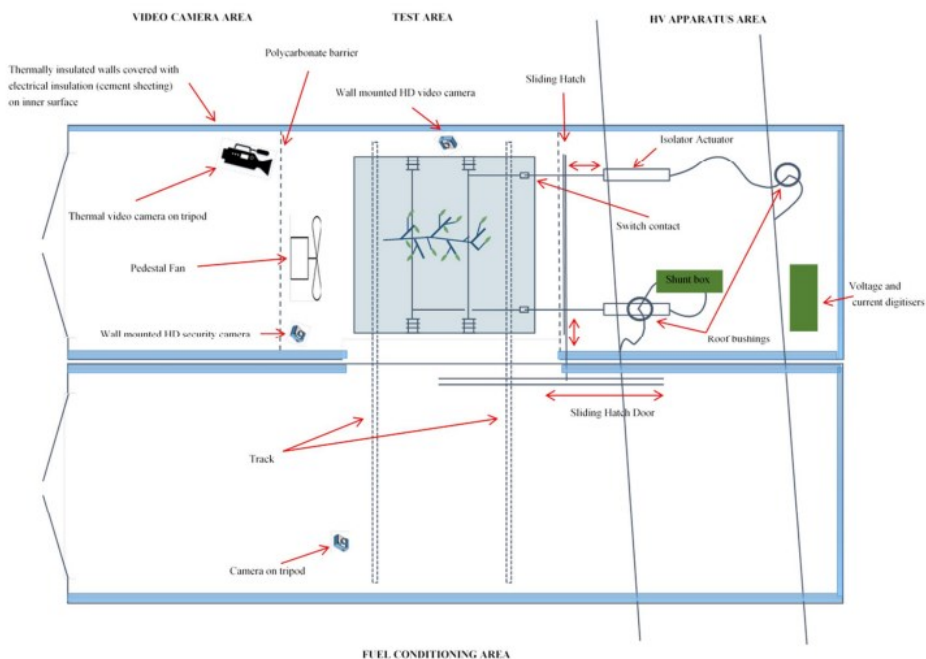 VIDEO CAMERA AREA
TEST AREA
HV APPARATUS AREA
Polycarbonate barrier
Thermally insulated walls covered with
electrical insulation (cement sheeting)
on inner surface
Wall mounted HD video camera
Sliding
Hatch
Isolator Actuator
Thermal video camera on tripod
Switch contact
Pedestal Fan
Shunt box
Voltage and
current digitisers
Wall mounted HD security camera
Roof bushings
Sliding Hatch Door
Track
Camera on tripod
FUEL CONDITIONING AREA